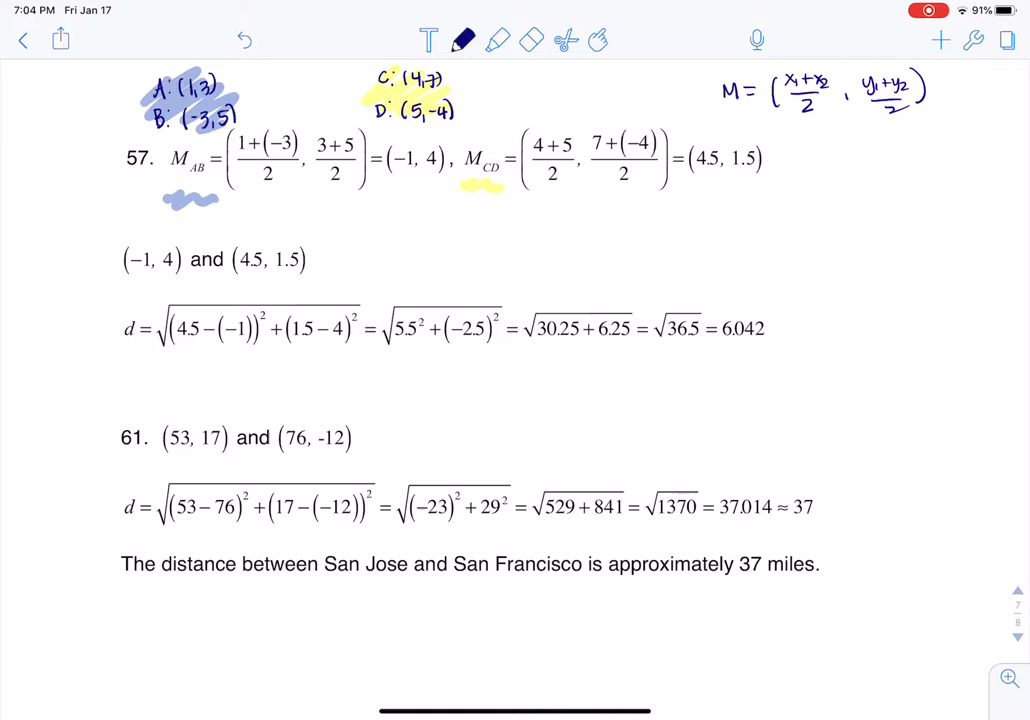 7:04 PM Fri Jan 17 91%
A: (1,3) C: (4,7) M = (x₁+x₂/2 , y₁+y₂/2)
B: (-3,5) D: (5,-4)
57. M_AB = (1+(−3)/2, 3+5/2) = (−1, 4), M_CD = (4+5/2, 7+(−4)/2) = (4.5, 1.5)
(−1, 4) and (4.5, 1.5)
d = √((4.5−(−1))² + (1.5−4)²) = √(5.5² + (−2.5)²) = √(30.25+6.25) = √36.5 = 6.042
61. (53, 17) and (76, -12)
d = √((53−76)² + (17−(−12))²) = √((−23)² + 29²) = √(529+841) = √1370 = 37.014 ≈ 37
The distance between San Jose and San Francisco is approximately 37 miles.
7
8